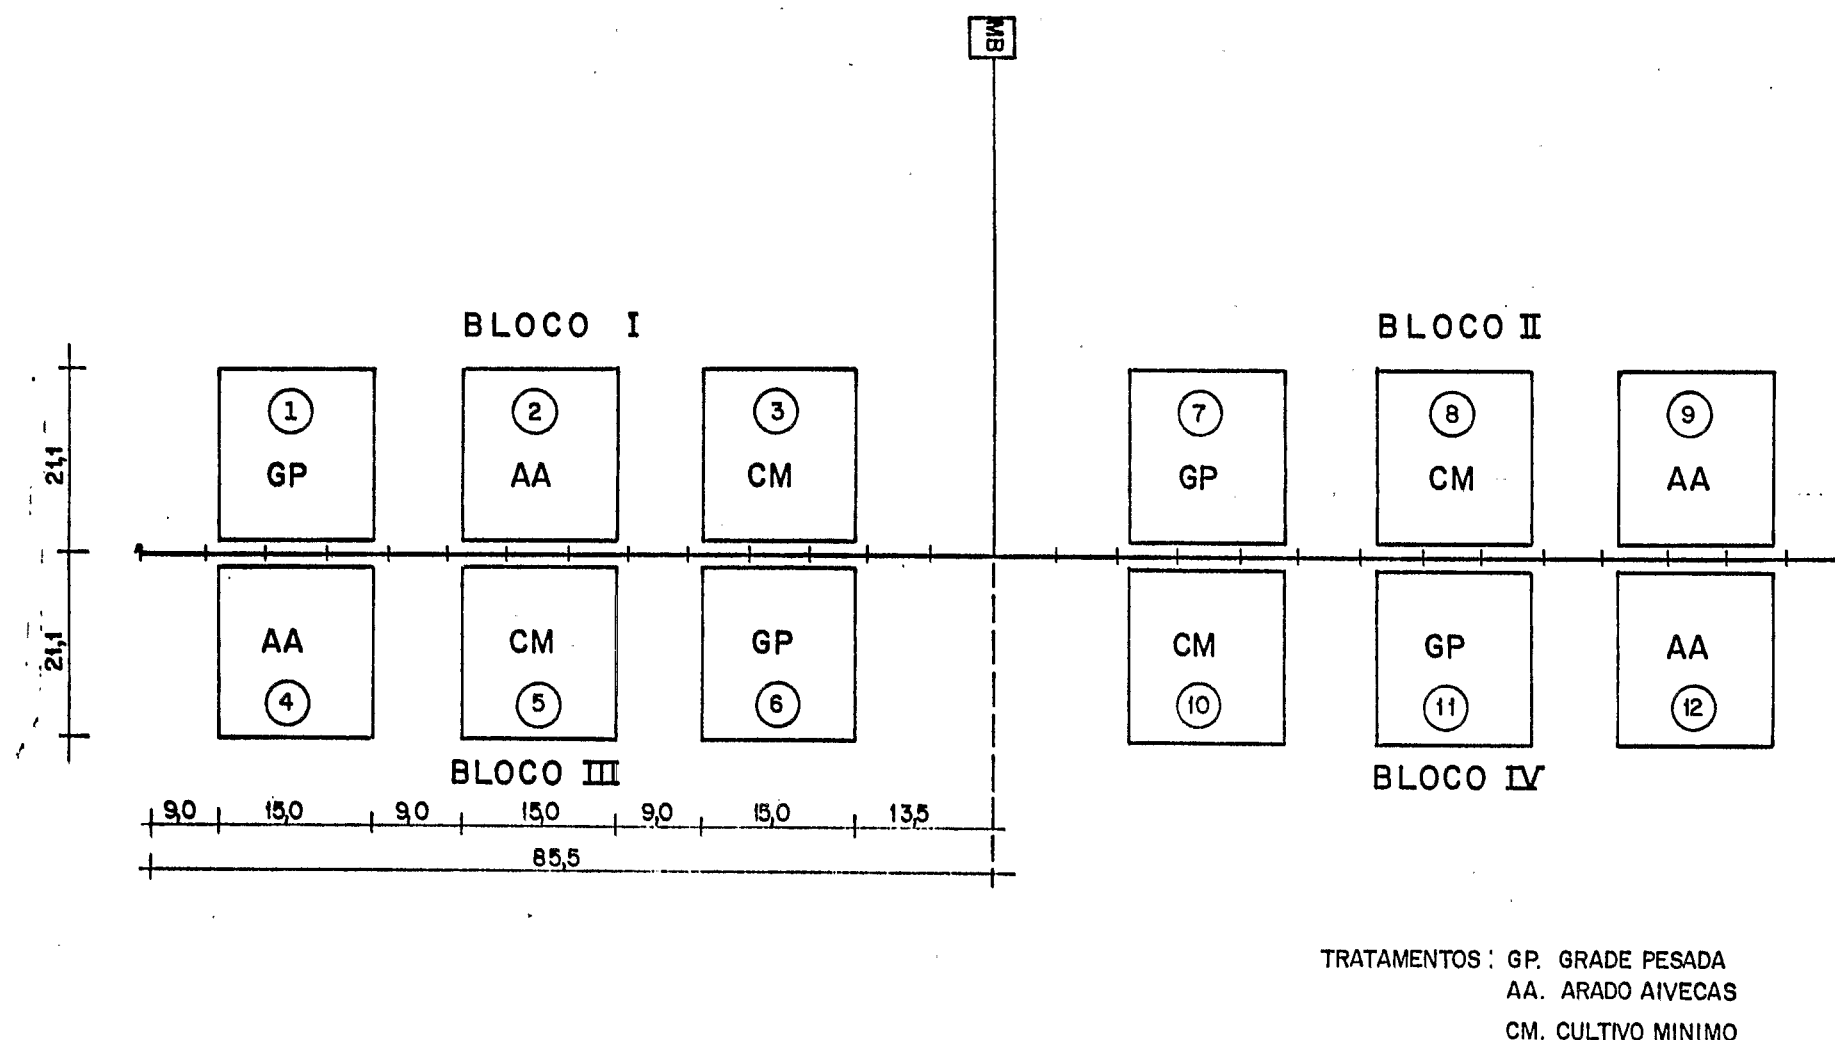 MB
BLOCO I
BLOCO II
1 2 3 7 8 9
GP AA CM GP CM AA
21,1
21,1
AA CM GP CM GP AA
4 5 6 10 11 12
BLOCO III
BLOCO IV
9,0 15,0 9,0 15,0 9,0 15,0 13,5
85,5
TRATAMENTOS: GP. GRADE PESADA
AA. ARADO AIVECAS
CM. CULTIVO MINIMO